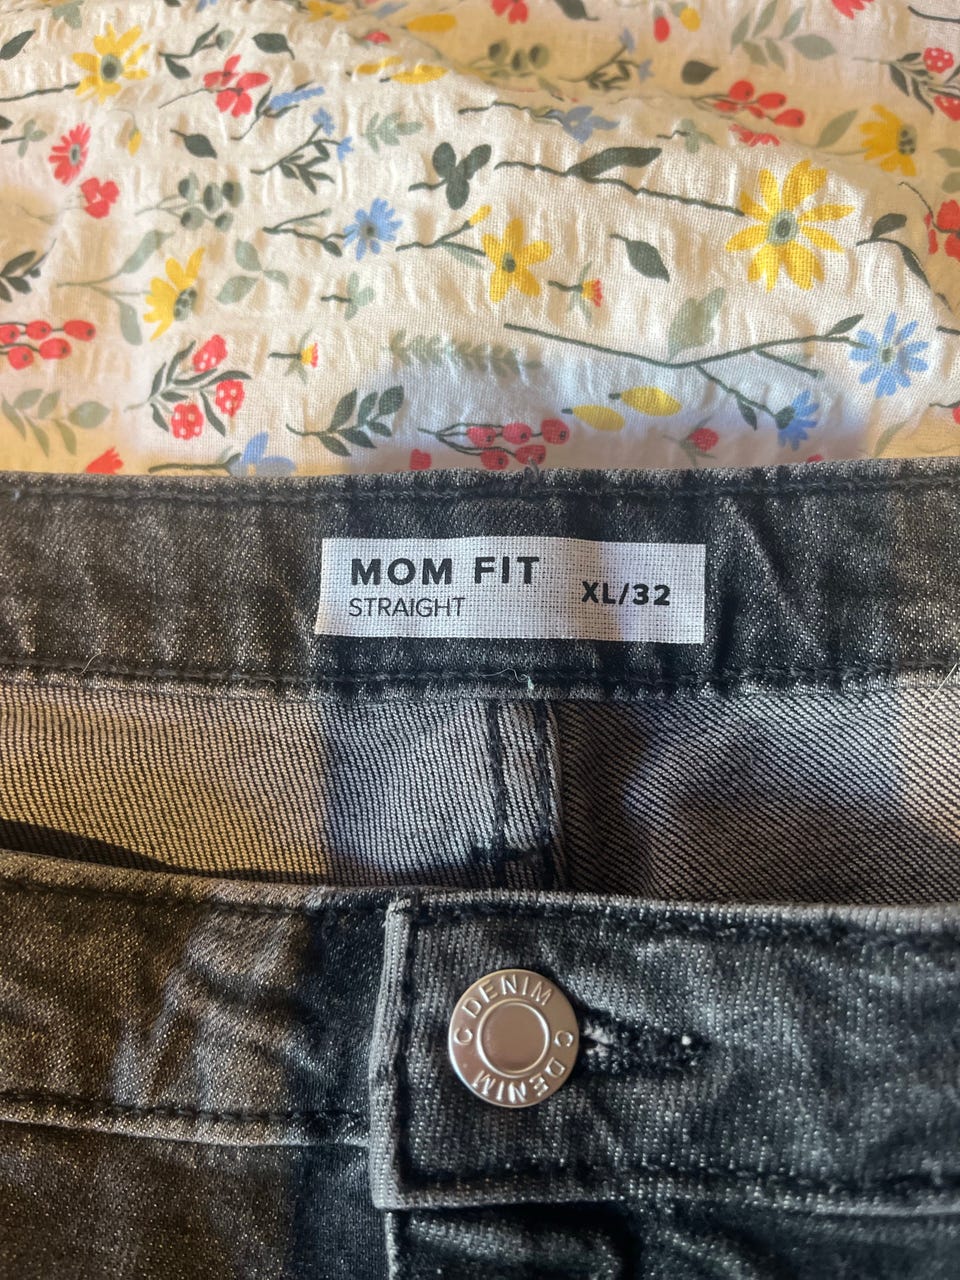 MOM FIT
STRAIGHT
XL/32
C DENIM C DENIM